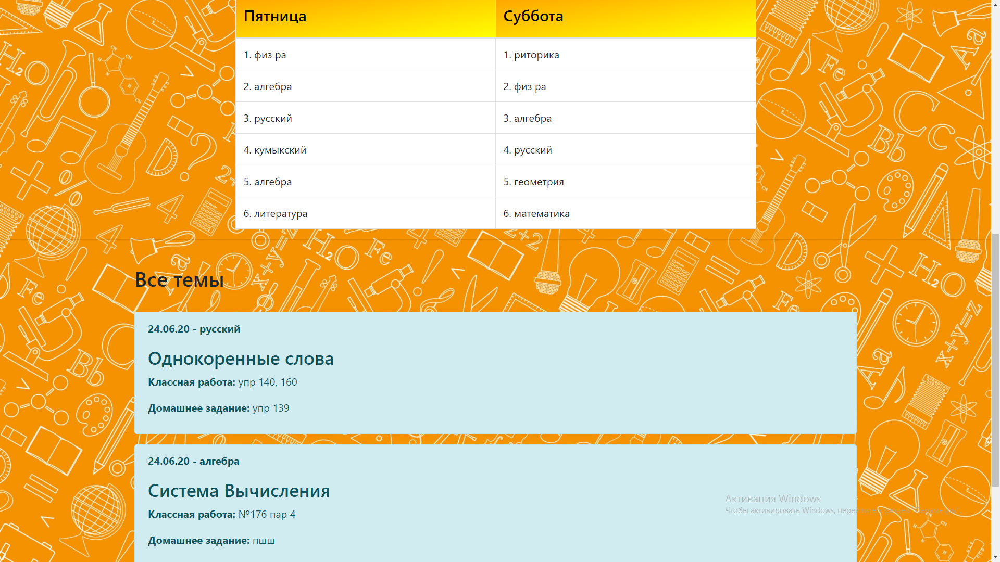 Пятница
Суббота
1. физ ра
1. риторика
2. алгебра
2. физ ра
3. русский
3. алгебра
4. кумыкский
4. русский
5. алгебра
5. геометрия
6. литература
6. математика
Все темы
24.06.20 - русский
Однокоренные слова
Классная работа: упр 140, 160
Домашнее задание: упр 139
24.06.20 - алгебра
Система Вычисления
Классная работа: №176 пар 4
Домашнее задание: пшш
Активация Windows
Чтобы активировать Windows, перейдите в раздел "Параметры".